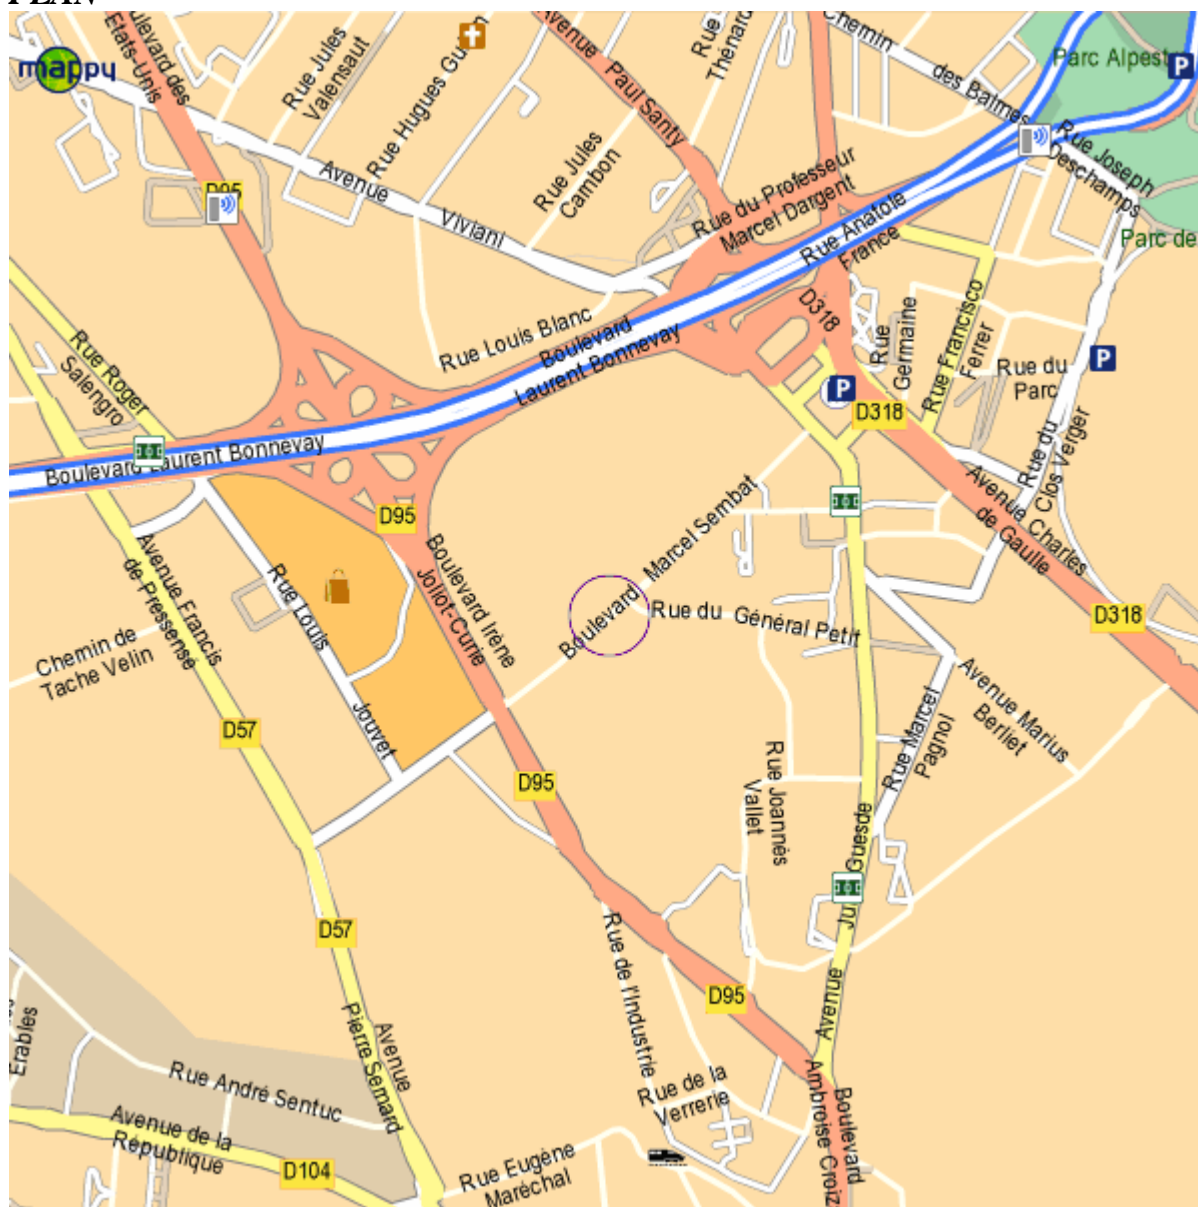 PLAN
mappy
Boulevard des
Etats-Unis
Rue Jules
Valensaut
Rue Hugues Guérin
Avenue
Paul Santy
Rue
Thénard
Chemin
des Balmes
Parc Alpest
P
Rue Joseph
Deschamps
Parc de
D95
Avenue
Viviani
Rue Jules
Cambon
Rue du Professeur
Marcel Dargent
Rue Anatole
France
D318
Rue Louis Blanc
Boulevard
Laurent Bonnevay
Rue
Germaine
Rue Francisco
Ferrer
Rue du
Parc
P
P
D318
Rue Roger
Salengro
Boulevard Laurent Bonnevay
D95
Rue du
Clos Verger
Avenue Charles
de Gaulle
D318
Avenue Francis
de Pressensé
Rue Louis
Jouvet
Boulevard Irène
Joliot-Curie
Boulevard
Marcel Sembat
Rue du Général Petit
Chemin de
Tache Velin
D57
Avenue Marius
Berliet
Rue Marcel
Pagnol
D95
Rue Joannès
Vallet
Avenue
Guesde
D57
Rue de l'Industrie
D95
Erables
Avenue
Pierre Semard
Rue André Sentuc
Avenue de la
République
D104
Rue Eugène
Maréchal
Rue de la
Verrerie
Boulevard
Ambroise Croiz